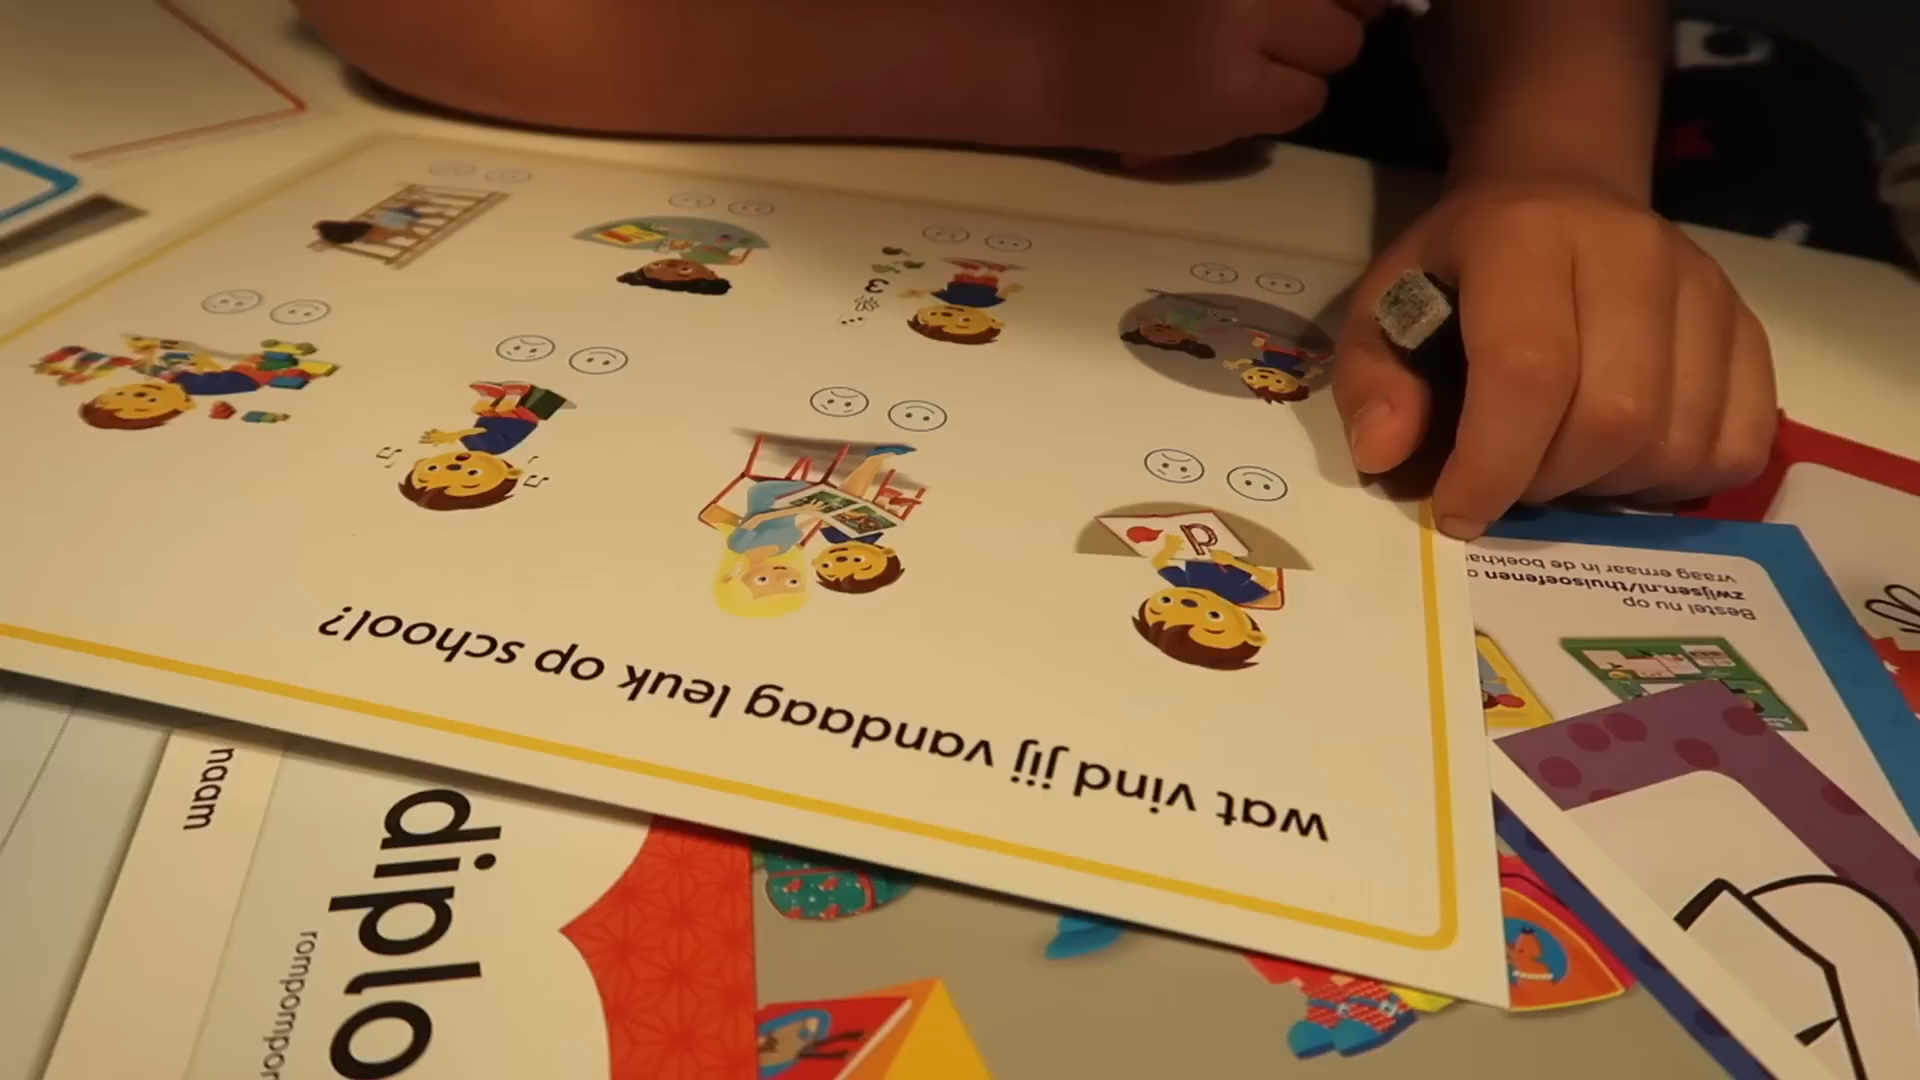 wat vind jij vandaag leuk op school?
p
3
naam
diplo
rompompor
Bestel nu op
zwijsen.nl/thuisoefenen
vraag ernaar in de boekha